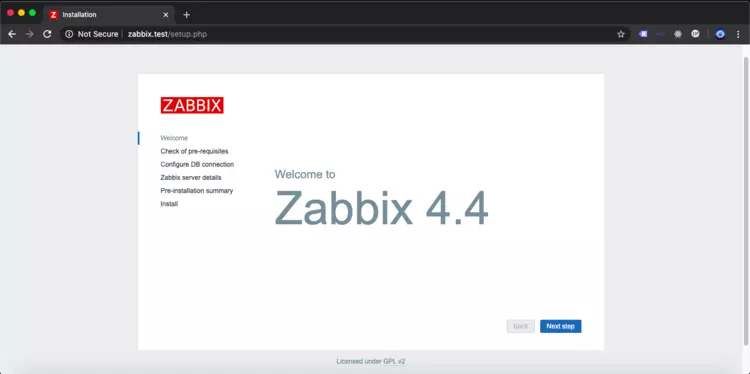 Installation
Not Secure | zabbix.test/setup.php
ZABBIX
Welcome
Check of pre-requisites
Configure DB connection
Zabbix server details
Pre-installation summary
Install
Welcome to
Zabbix 4.4
Back
Next step
Licensed under GPL v2